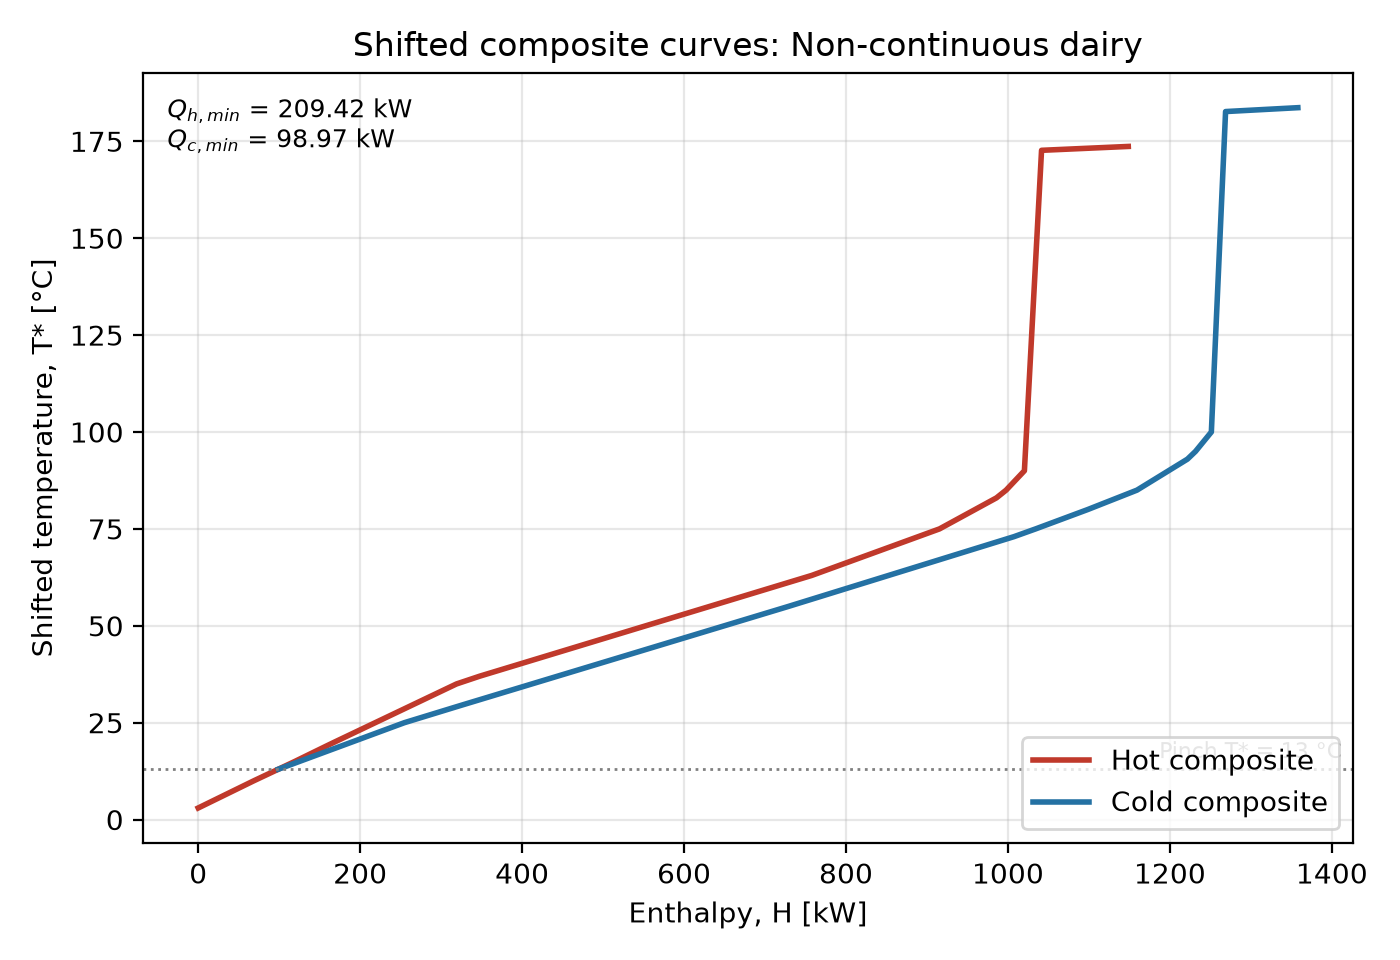 Shifted composite curves: Non-continuous dairy
Q_h,min = 209.42 kW
Q_c,min = 98.97 kW
Shifted temperature, T* [°C]
175
150
125
100
75
50
25
0
Pinch T* = 13 °C
Hot composite
Cold composite
0 200 400 600 800 1000 1200 1400
Enthalpy, H [kW]